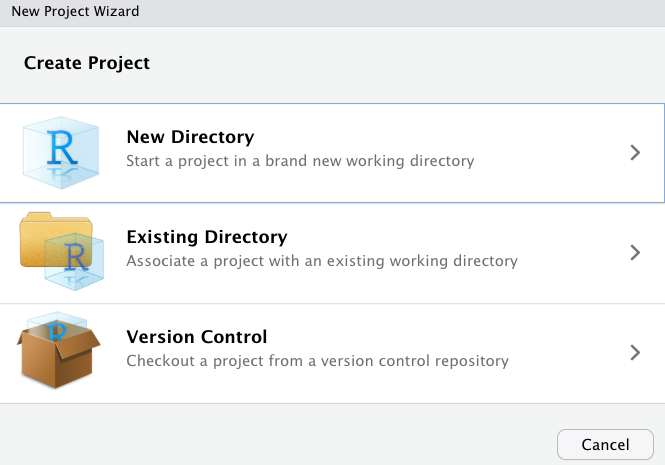 New Project Wizard
Create Project
R
New Directory
Start a project in a brand new working directory
R
Existing Directory
Associate a project with an existing working directory
R
Version Control
Checkout a project from a version control repository
Cancel